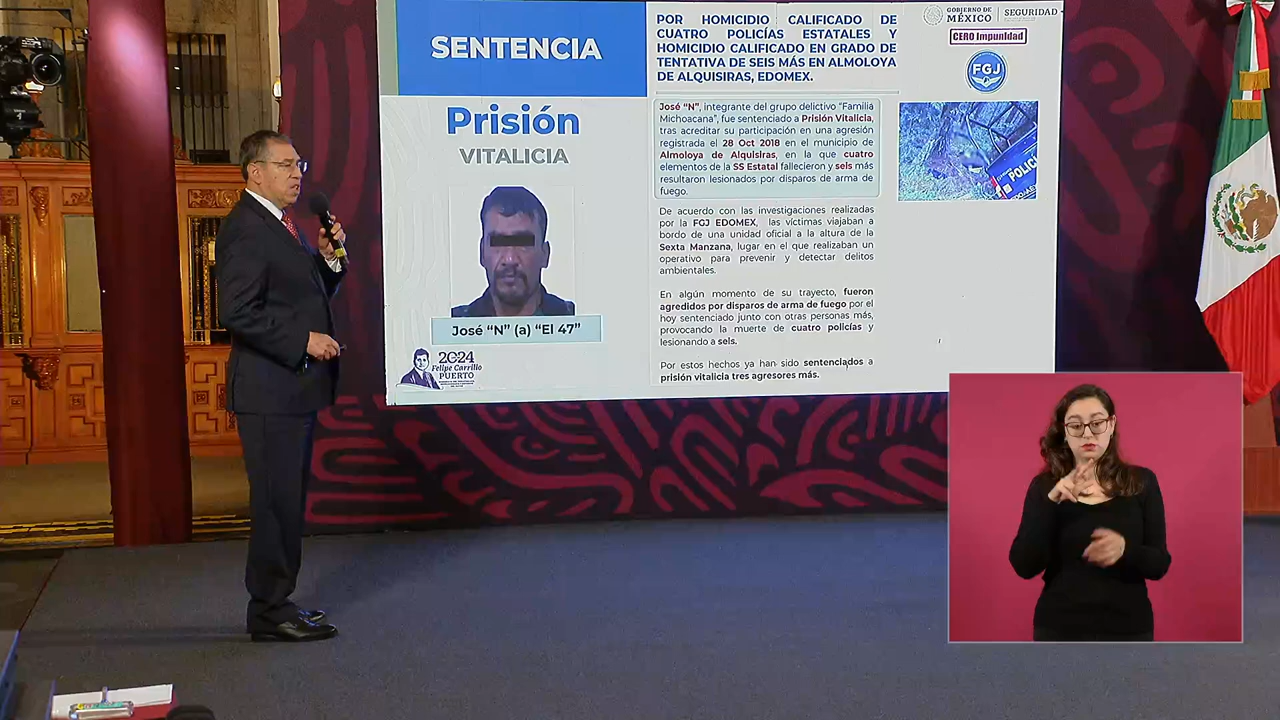 SENTENCIA
Prisión
VITALICIA
José “N” (a) “El 47”
2024
Felipe Carrillo
PUERTO
POR HOMICIDIO CALIFICADO DE
CUATRO POLICÍAS ESTATALES Y
HOMICIDIO CALIFICADO EN GRADO DE
TENTATIVA DE SEIS MÁS EN ALMOLOYA
DE ALQUISIRAS, EDOMEX.
José “N”, integrante del grupo delictivo “Familia
Michoacana”, fue sentenciado a Prisión Vitalicia,
tras acreditar su participación en una agresión
registrada el 28 Oct 2018 en el municipio de
Almoloya de Alquisiras, en la que cuatro
elementos de la SS Estatal fallecieron y seis más
resultaron lesionados por disparos de arma de
fuego.
De acuerdo con las investigaciones realizadas
por la FGJ EDOMEX, las víctimas viajaban a
bordo de una unidad oficial a la altura de la
Sexta Manzana, lugar en el que realizaban un
operativo para prevenir y detectar delitos
ambientales.
En algún momento de su trayecto, fueron
agredidos por disparos de arma de fuego por el
hoy sentenciado junto con otras personas más,
provocando la muerte de cuatro policías y
lesionando a seis.
Por estos hechos ya han sido sentenciados a
prisión vitalicia tres agresores más.
GOBIERNO DE
MÉXICO
SEGURIDAD
CERO Impunidad
FGJ
POLICÍ